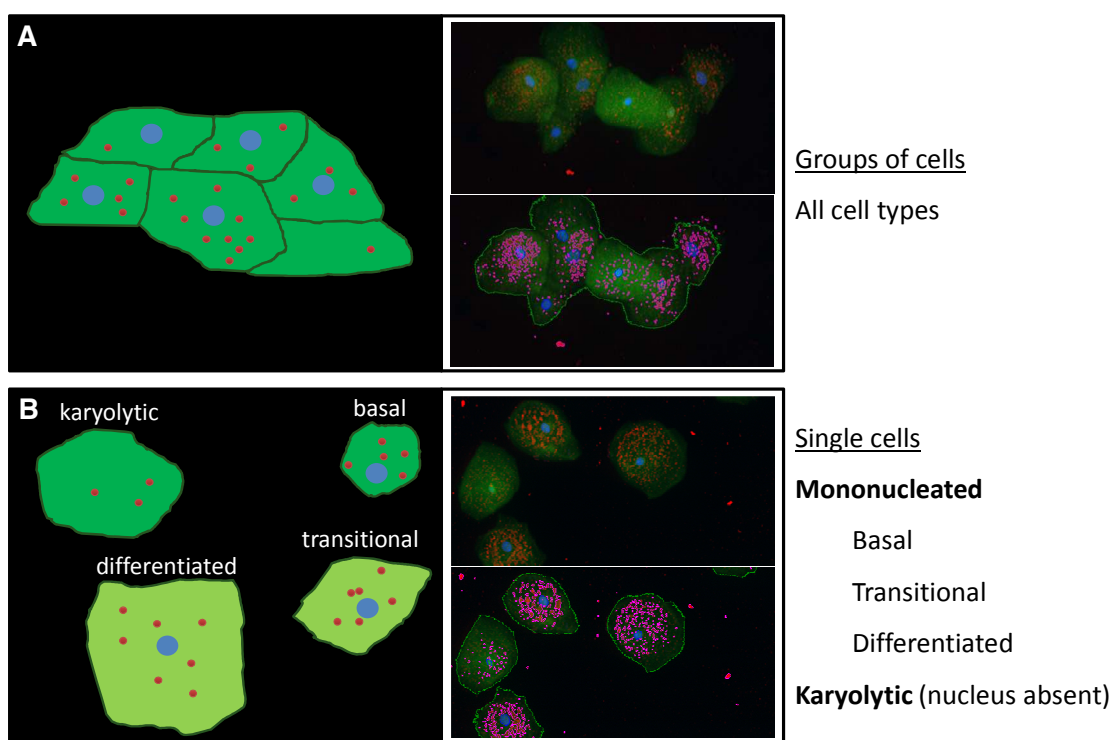 A
Groups of cells
All cell types
B
karyolytic
basal
transitional
differentiated
Single cells
Mononucleated
Basal
Transitional
Differentiated
Karyolytic (nucleus absent)